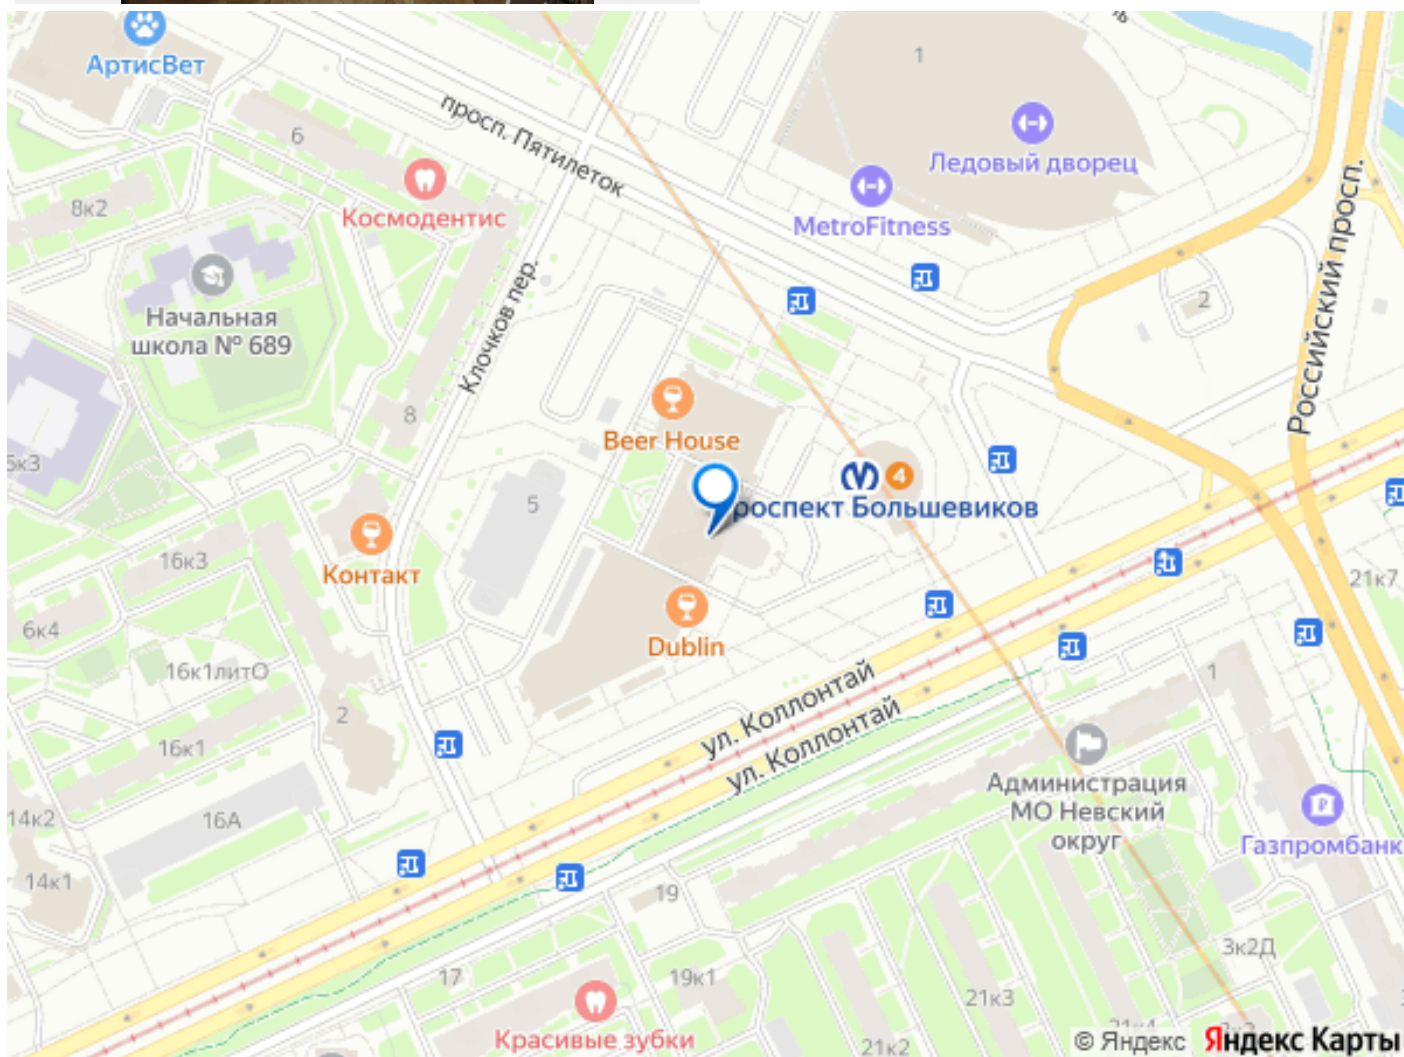 АртисВет
1
просп. Пятилеток
6
Ледовый дворец
Космодентис
8к2
MetroFitness
Российский просп.
Начальная
школа № 689
Клочков пер.
2
8
Beer House
4
Проспект Большевиков
5
16к3
Контакт
21к7
6к4
Dublin
16к1литО
1
2
ул. Коллонтай
ул. Коллонтай
16к1
Администрация
МО Невский
округ
14к2
16А
Газпромбанк
14к1
19
3к2Д
17
19к1
21к3
Красивые зубки
21к2
© Яндекс Яндекс Карты